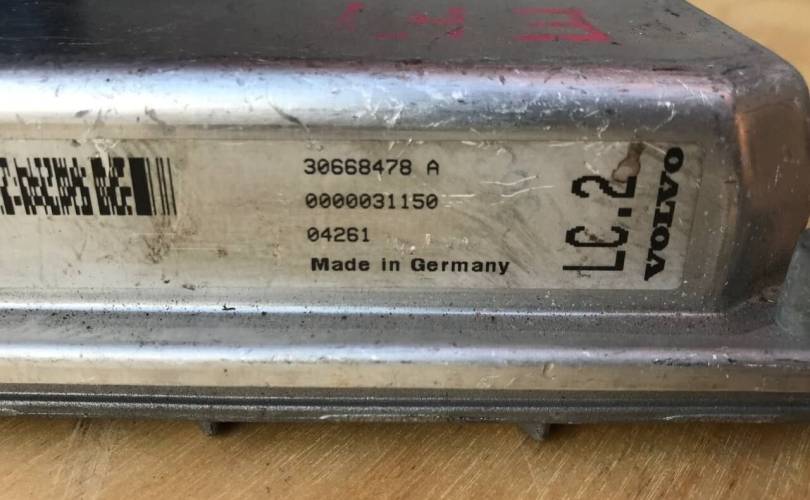 30668478 A
0000031150
04261
Made in Germany
LC.2
VOLVO